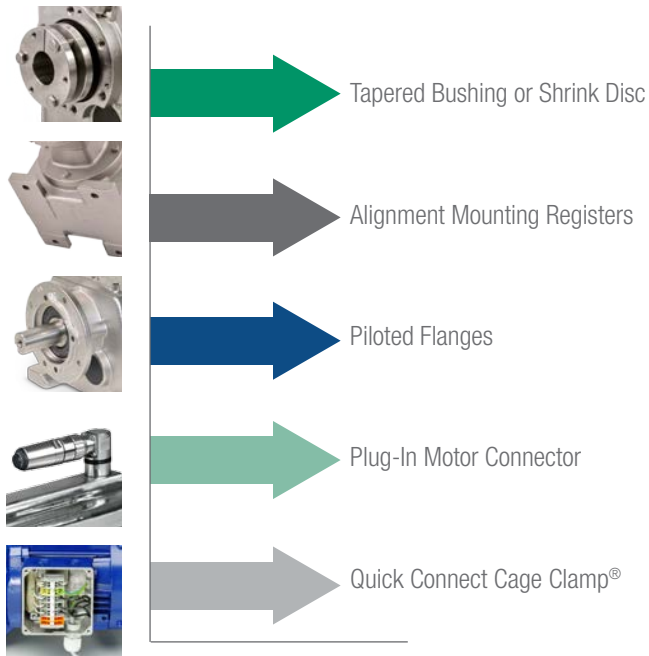 Tapered Bushing or Shrink Disc
Alignment Mounting Registers
Piloted Flanges
Plug-In Motor Connector
Quick Connect Cage Clamp®